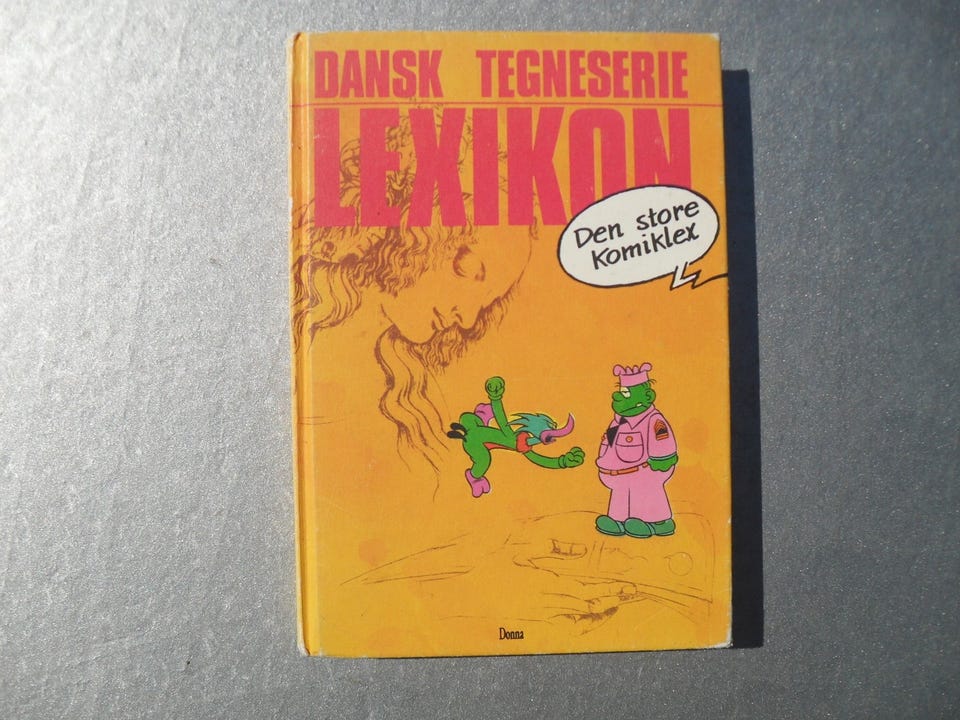 DANSK TEGNESERIE
LEXIKON
Den store
Komiklex
Donna